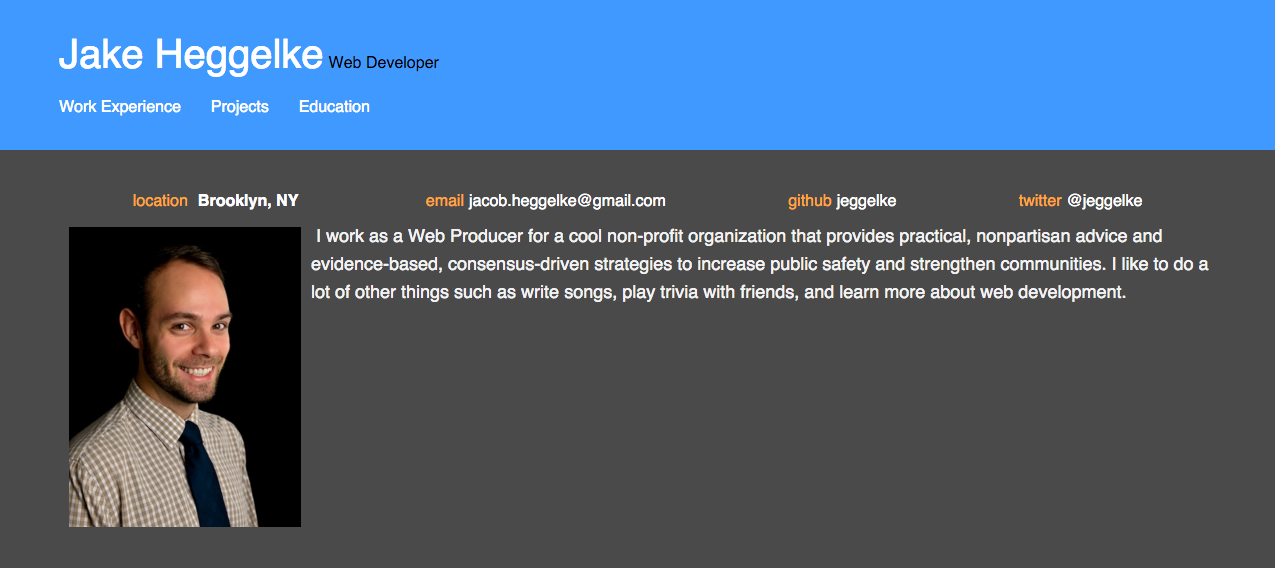 Jake Heggelke Web Developer
Work Experience Projects Education
location Brooklyn, NY email jacob.heggelke@gmail.com github jeggelke twitter @jeggelke
I work as a Web Producer for a cool non-profit organization that provides practical, nonpartisan advice and
evidence-based, consensus-driven strategies to increase public safety and strengthen communities. I like to do a
lot of other things such as write songs, play trivia with friends, and learn more about web development.